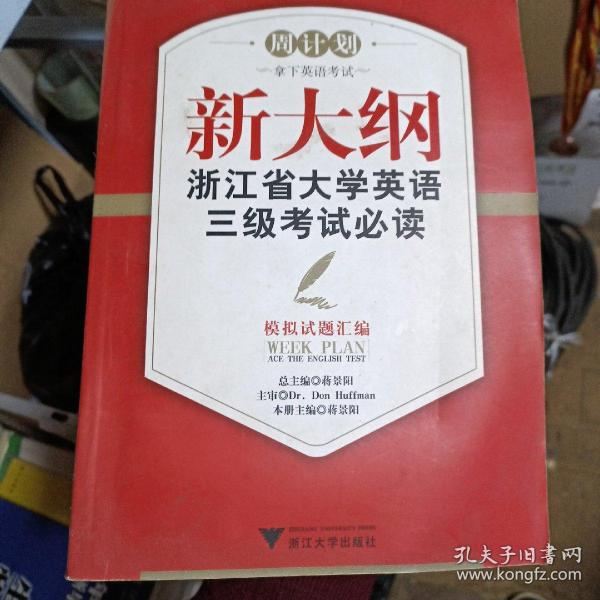 周计划
拿下英语考试
新大纲
浙江省大学英语
三级考试必读
模拟试题汇编
WEEK PLAN
ACE THE ENGLISH TEST
总主编◎蒋景阳
主审◎Dr. Don Huffman
本册主编◎蒋景阳
ZHEJIANG UNIVERSITY PRESS
浙江大学出版社
孔夫子旧书网
www.kongfz.com